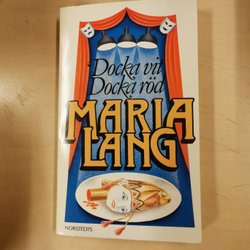 Docka vit
Docka röd
MARIA
LANG
NORSTEDTS